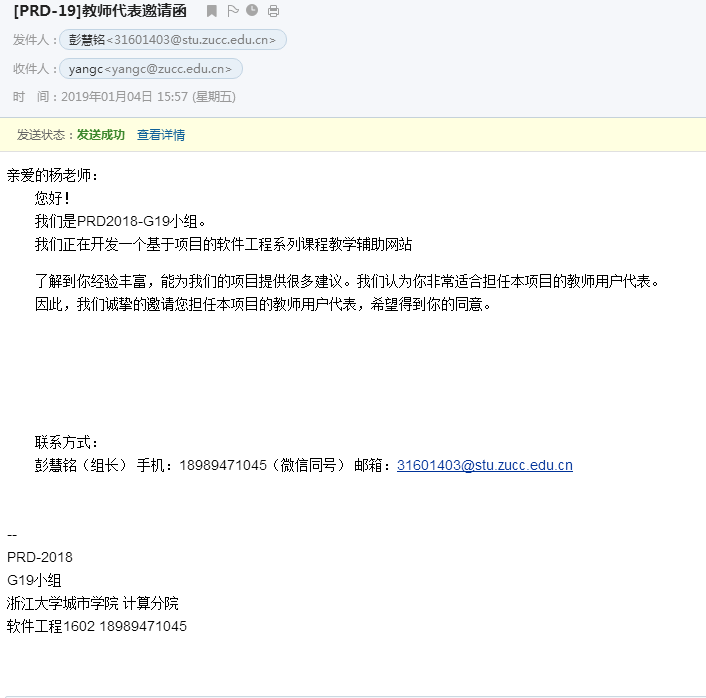 [PRD-19]教师代表邀请函
发件人：彭慧铭<31601403@stu.zucc.edu.cn>
收件人：yangc<yangc@zucc.edu.cn>
时 间：2019年01月04日 15:57 (星期五)
发送状态：发送成功 查看详情
亲爱的杨老师：
您好！
我们是PRD2018-G19小组。
我们正在开发一个基于项目的软件工程系列课程教学辅助网站
了解到你经验丰富，能为我们的项目提供很多建议。我们认为你非常适合担任本项目的教师用户代表。
因此，我们诚挚的邀请您担任本项目的教师用户代表，希望得到你的同意。
联系方式：
彭慧铭（组长） 手机：18989471045（微信同号） 邮箱：31601403@stu.zucc.edu.cn
--
PRD-2018
G19小组
浙江大学城市学院 计算分院
软件工程1602 18989471045